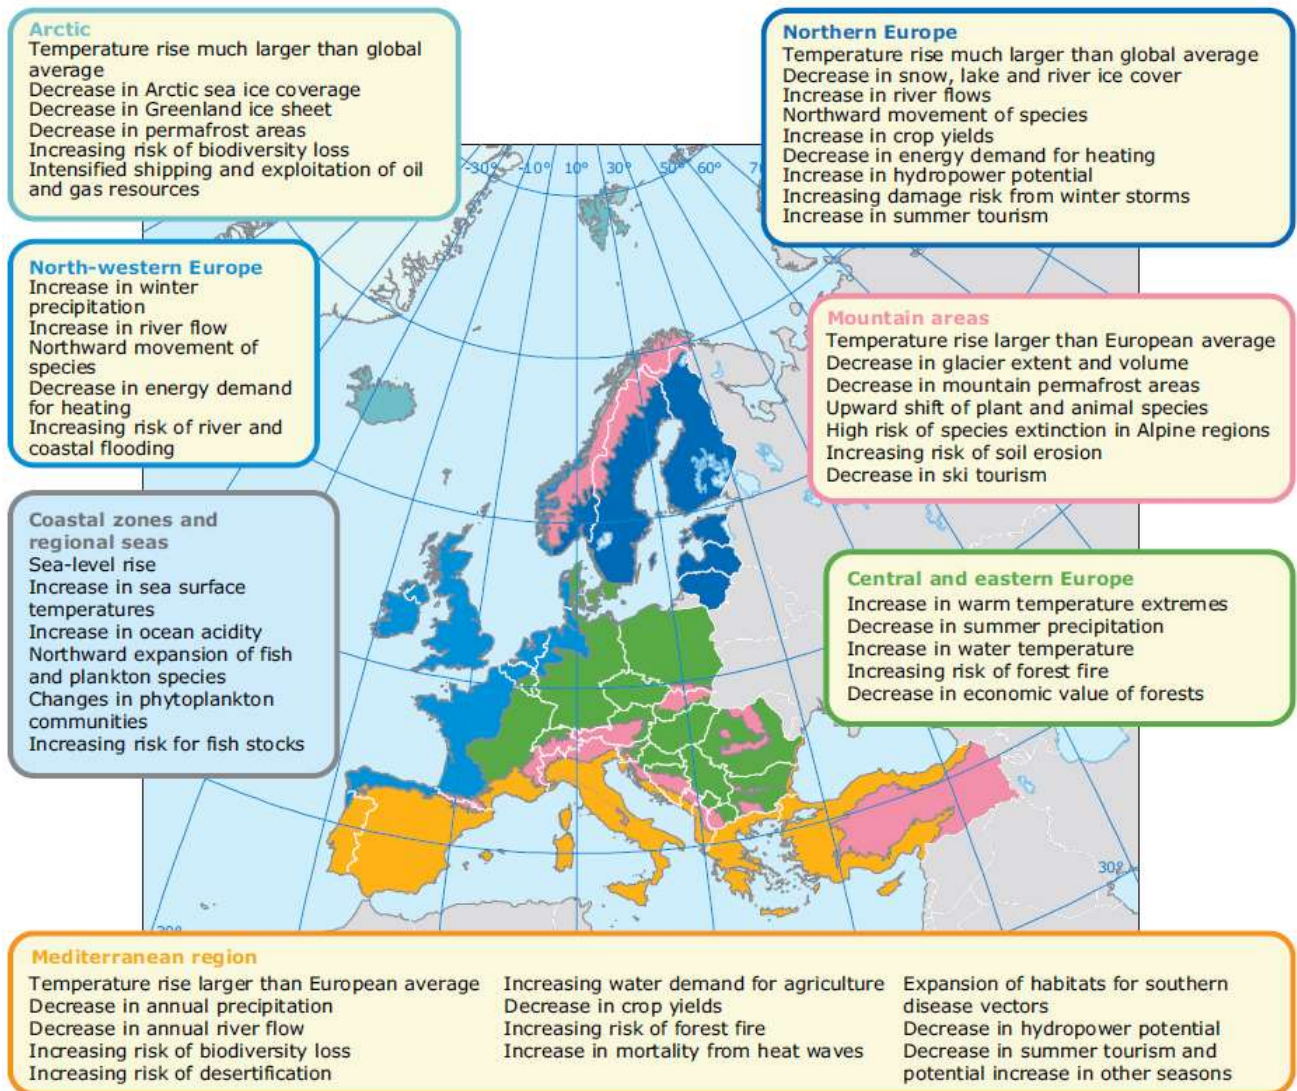 Arctic
Temperature rise much larger than global
average
Decrease in Arctic sea ice coverage
Decrease in Greenland ice sheet
Decrease in permafrost areas
Increasing risk of biodiversity loss
Intensified shipping and exploitation of oil
and gas resources
Northern Europe
Temperature rise much larger than global average
Decrease in snow, lake and river ice cover
Increase in river flows
Northward movement of species
Increase in crop yields
Decrease in energy demand for heating
Increase in hydropower potential
Increasing damage risk from winter storms
Increase in summer tourism
-30° -10° 10° 30° 50° 60°
North-western Europe
Increase in winter
precipitation
Increase in river flow
Northward movement of
species
Decrease in energy demand
for heating
Increasing risk of river and
coastal flooding
Mountain areas
Temperature rise larger than European average
Decrease in glacier extent and volume
Decrease in mountain permafrost areas
Upward shift of plant and animal species
High risk of species extinction in Alpine regions
Increasing risk of soil erosion
Decrease in ski tourism
Coastal zones and
regional seas
Sea-level rise
Increase in sea surface
temperatures
Increase in ocean acidity
Northward expansion of fish
and plankton species
Changes in phytoplankton
communities
Increasing risk for fish stocks
Central and eastern Europe
Increase in warm temperature extremes
Decrease in summer precipitation
Increase in water temperature
Increasing risk of forest fire
Decrease in economic value of forests
30°
Mediterranean region
Temperature rise larger than European average
Decrease in annual precipitation
Decrease in annual river flow
Increasing risk of biodiversity loss
Increasing risk of desertification
Increasing water demand for agriculture
Decrease in crop yields
Increasing risk of forest fire
Increase in mortality from heat waves
Expansion of habitats for southern
disease vectors
Decrease in hydropower potential
Decrease in summer tourism and
potential increase in other seasons